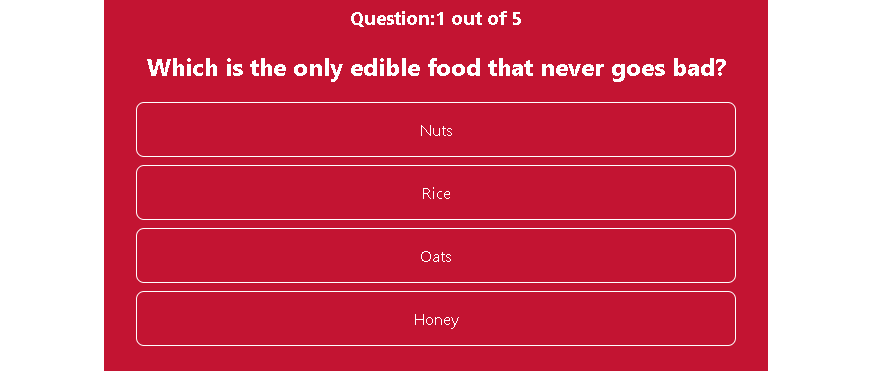 Question:1 out of 5
Which is the only edible food that never goes bad?
Nuts
Rice
Oats
Honey